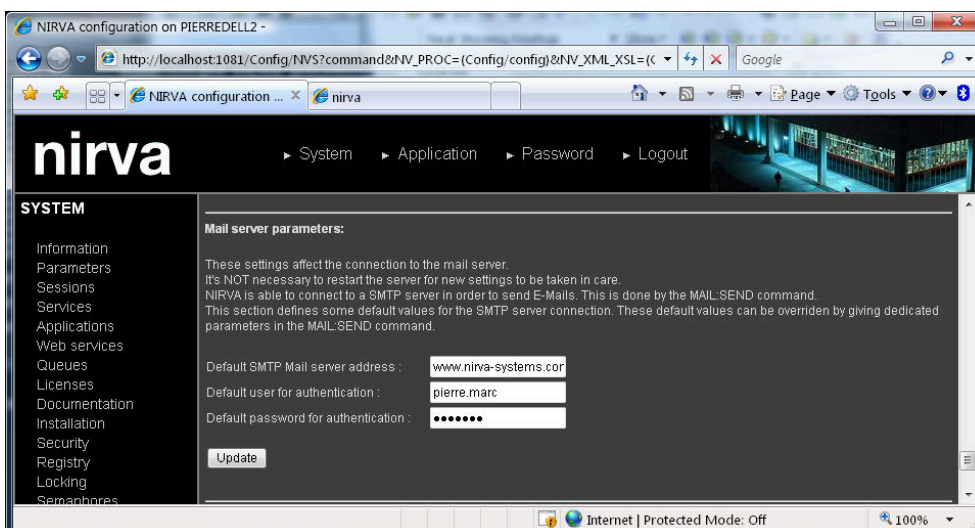 NIRVA configuration on PIERREDELL2 -
http://localhost:1081/Config/NVS?command&NV_PROC={Config/config}&NV_XML_XSL={C
Google
NIRVA configuration ...
nirva
Page
Tools
nirva
System
Application
Password
Logout
SYSTEM
Information
Parameters
Sessions
Services
Applications
Web services
Queues
Licenses
Documentation
Installation
Security
Registry
Locking
Semaphores
Mail server parameters:
These settings affect the connection to the mail server.
It's NOT necessary to restart the server for new settings to be taken in care.
NIRVA is able to connect to a SMTP server in order to send E-Mails. This is done by the MAIL:SEND command.
This section defines some default values for the SMTP server connection. These default values can be overriden by giving dedicated
parameters in the MAIL:SEND command.
Default SMTP Mail server address :
www.nirva-systems.cor
Default user for authentication :
pierre.marc
Default password for authentication :
•••••••
Update
Internet | Protected Mode: Off
100%